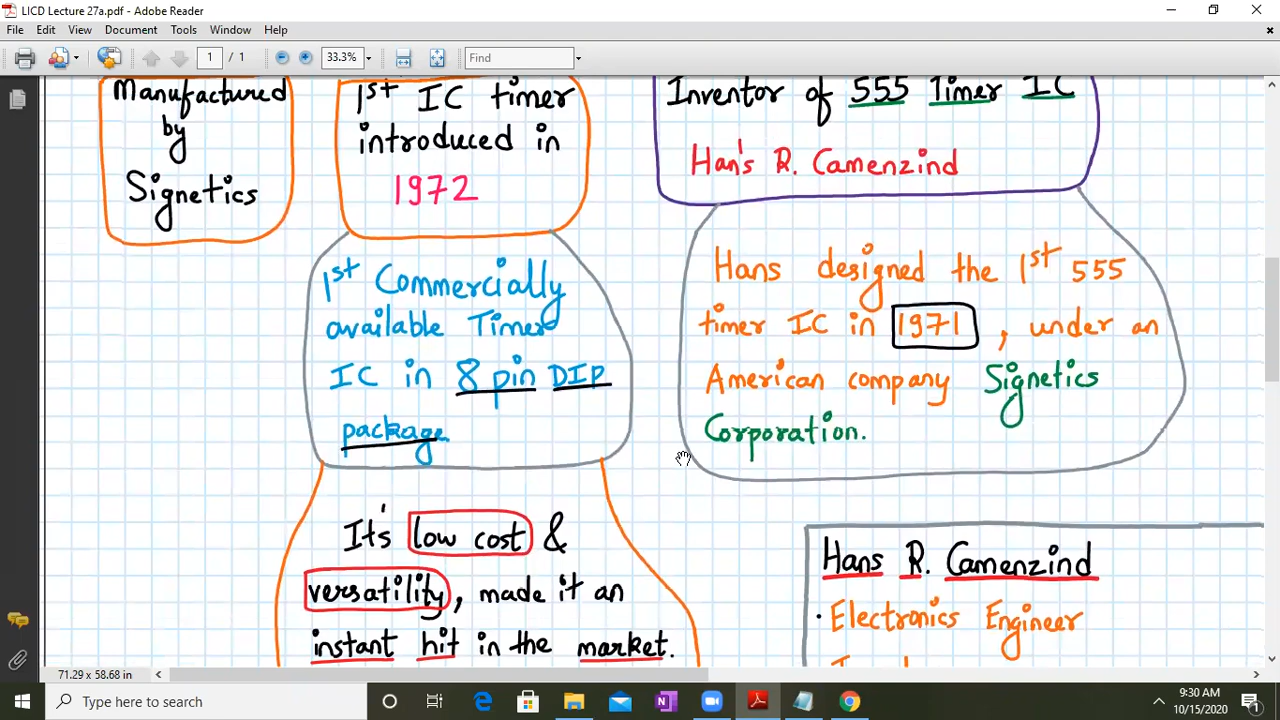 LICD Lecture 27a.pdf - Adobe Reader
File Edit View Document Tools Window Help
1 / 1 33.3% Find
Manufactured
by
Signetics
1st IC timer
introduced in
1972
Inventor of 555 Timer IC
Han's R. Camenzind
1st Commercially
available Timer
IC in 8 pin DIP
package
Hans designed the 1st 555
timer IC in 1971, under an
American company Signetics
Corporation.
It's low cost &
versatility, made it an
instant hit in the market.
Hans R. Camenzind
• Electronics Engineer
71.29 x 58.68 in
Type here to search
9:30 AM
10/15/2020